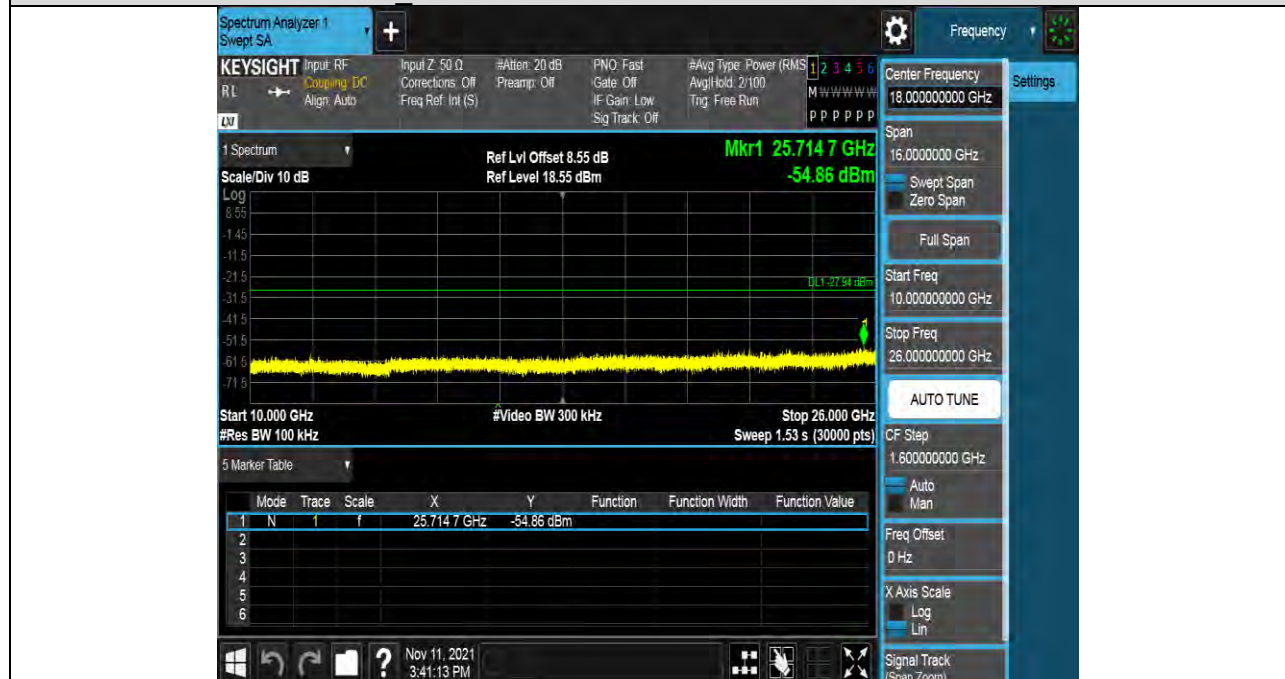 Spectrum Analyzer 1
Swept SA
+
Frequency
KEYSIGHT
RL
LXI
Input: RF
Coupling: DC
Align: Auto
Input Z: 50 Ω
Corrections: Off
Freq Ref: Int (S)
#Atten: 20 dB
Preamp: Off
PNO: Fast
Gate: Off
IF Gain: Low
Sig Track: Off
#Avg Type: Power (RMS
Avg|Hold: 2/100
Trig: Free Run
1 2 3 4 5 6
M W W W W W
P P P P P P
1 Spectrum
Scale/Div 10 dB
Ref Lvl Offset 8.55 dB
Ref Level 18.55 dBm
Mkr1 25.714 7 GHz
-54.86 dBm
Log
8.55
-1.45
-11.5
-21.5
-31.5
-41.5
-51.5
-61.5
-71.5
DL1 -27.94 dBm
1
Start 10.000 GHz
#Video BW 300 kHz
Stop 26.000 GHz
#Res BW 100 kHz
Sweep 1.53 s (30000 pts)
5 Marker Table
Mode Trace Scale X Y Function Function Width Function Value
1 N 1 f 25.714 7 GHz -54.86 dBm
2
3
4
5
6
?
Nov 11, 2021
3:41:13 PM
Center Frequency
18.000000000 GHz
Settings
Span
16.0000000 GHz
Swept Span
Zero Span
Full Span
Start Freq
10.000000000 GHz
Stop Freq
26.000000000 GHz
AUTO TUNE
CF Step
1.600000000 GHz
Auto
Man
Freq Offset
0 Hz
X Axis Scale
Log
Lin
Signal Track
(Span Zoom)